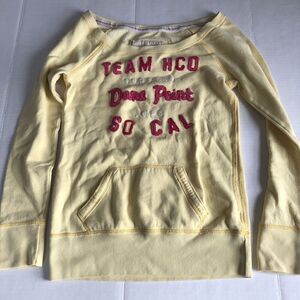 TEAM HCO
Dana Point
SO CAL